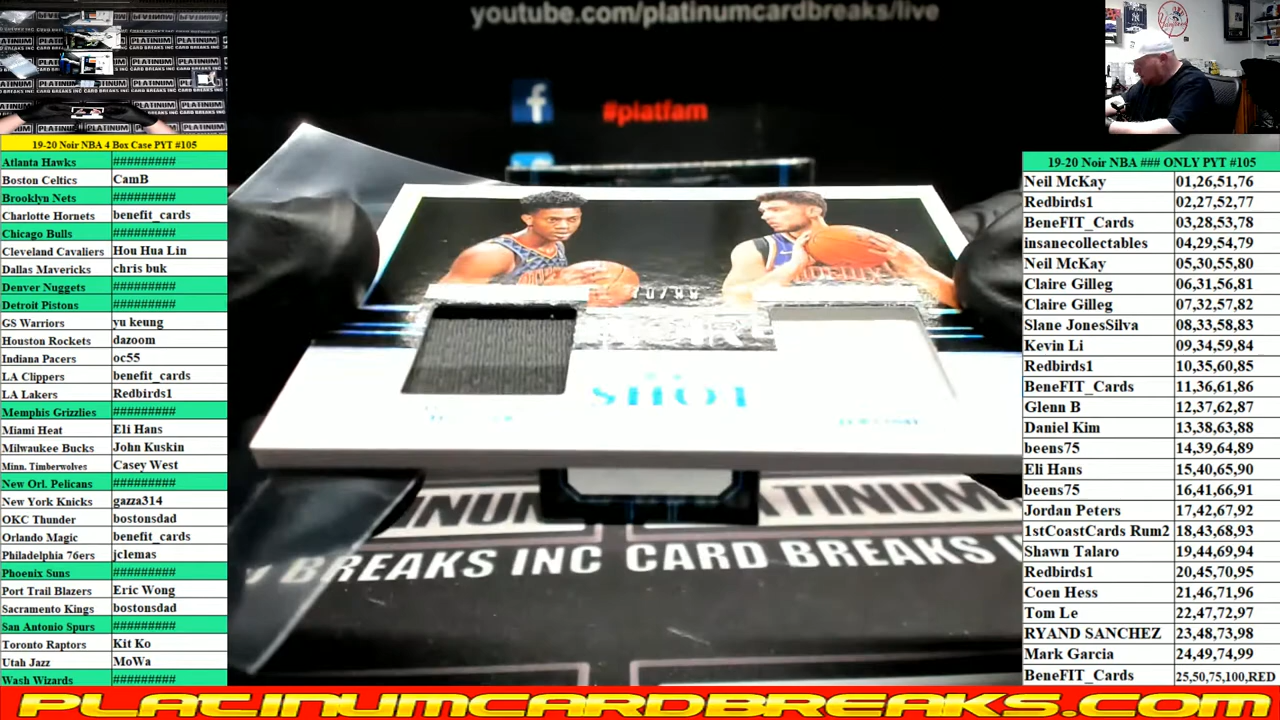 youtube.com/platinumcardbreaks/live
#platfam
19-20 Noir NBA 4 Box Case PYT #105
Atlanta Hawks #########
Boston Celtics CamB
Brooklyn Nets #########
Charlotte Hornets benefit_cards
Chicago Bulls #########
Cleveland Cavaliers Hou Hua Lin
Dallas Mavericks chris buk
Denver Nuggets #########
Detroit Pistons #########
GS Warriors yu keung
Houston Rockets dazoom
Indiana Pacers oc55
LA Clippers benefit_cards
LA Lakers Redbirds1
Memphis Grizzlies #########
Miami Heat Eli Hans
Milwaukee Bucks John Kuskin
Minn. Timberwolves Casey West
New Orl. Pelicans #########
New York Knicks gazza314
OKC Thunder bostonsdad
Orlando Magic benefit_cards
Philadelphia 76ers jclemas
Phoenix Suns #########
Port Trail Blazers Eric Wong
Sacramento Kings bostonsdad
San Antonio Spurs #########
Toronto Raptors Kit Ko
Utah Jazz MoWa
Wash Wizards #########
SHOT
BREAKS INC CARD BREAKS
19-20 Noir NBA ### ONLY PYT #105
Neil McKay 01,26,51,76
Redbirds1 02,27,52,77
BeneFIT_Cards 03,28,53,78
insanecollectables 04,29,54,79
Neil McKay 05,30,55,80
Claire Gilleg 06,31,56,81
Claire Gilleg 07,32,57,82
Slane JonesSilva 08,33,58,83
Kevin Li 09,34,59,84
Redbirds1 10,35,60,85
BeneFIT_Cards 11,36,61,86
Glenn B 12,37,62,87
Daniel Kim 13,38,63,88
beens75 14,39,64,89
Eli Hans 15,40,65,90
beens75 16,41,66,91
Jordan Peters 17,42,67,92
1stCoastCards Rum2 18,43,68,93
Shawn Talaro 19,44,69,94
Redbirds1 20,45,70,95
Coen Hess 21,46,71,96
Tom Le 22,47,72,97
RYAND SANCHEZ 23,48,73,98
Mark Garcia 24,49,74,99
BeneFIT_Cards 25,50,75,100,RED
PLATINUMCARDBREAKS.COM